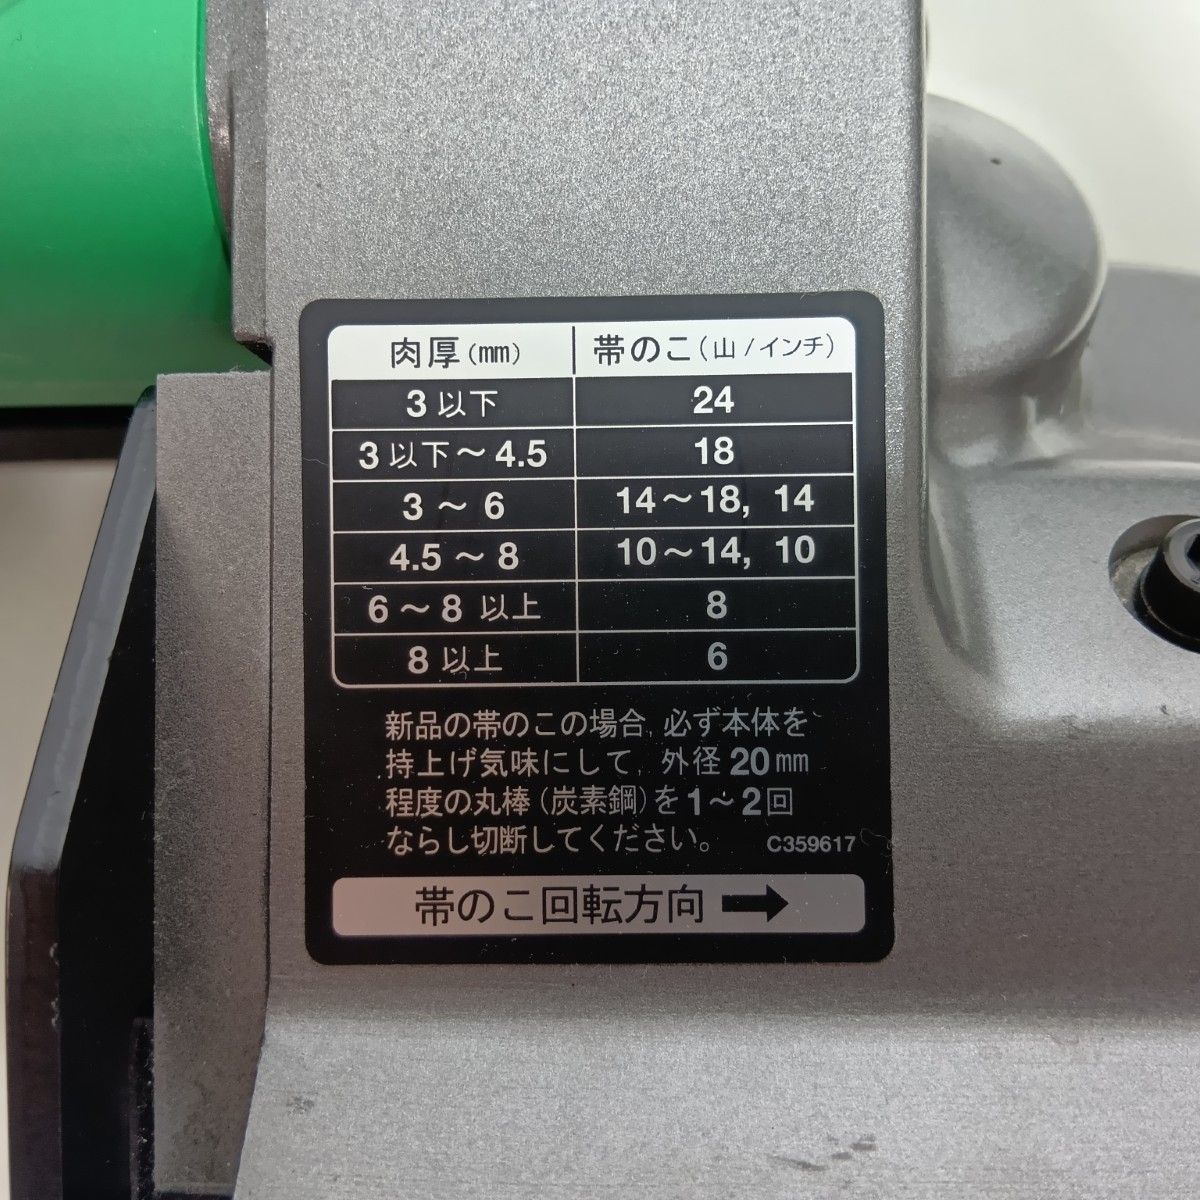 肉厚(mm) 帯のこ(山/インチ)
3以下 24
3以下～4.5 18
3～6 14～18, 14
4.5～8 10～14, 10
6～8以上 8
8以上 6
新品の帯のこの場合,必ず本体を
持上げ気味にして,外径20mm
程度の丸棒(炭素鋼)を1～2回
ならし切断してください。 C359617
帯のこ回転方向 ➡